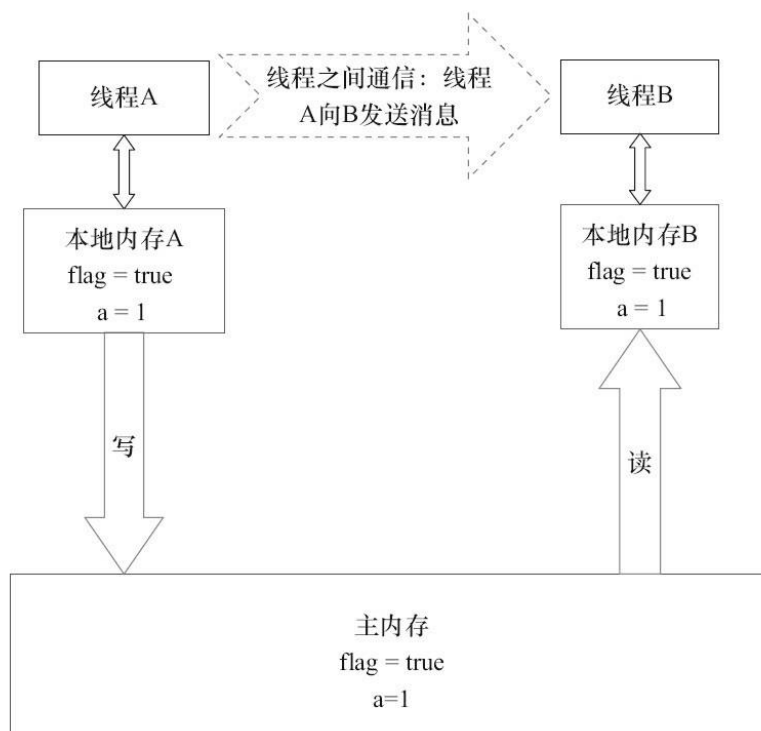 线程A
线程之间通信：线程
A向B发送消息
线程B
本地内存A
flag = true
a = 1
本地内存B
flag = true
a = 1
写
读
主内存
flag = true
a=1